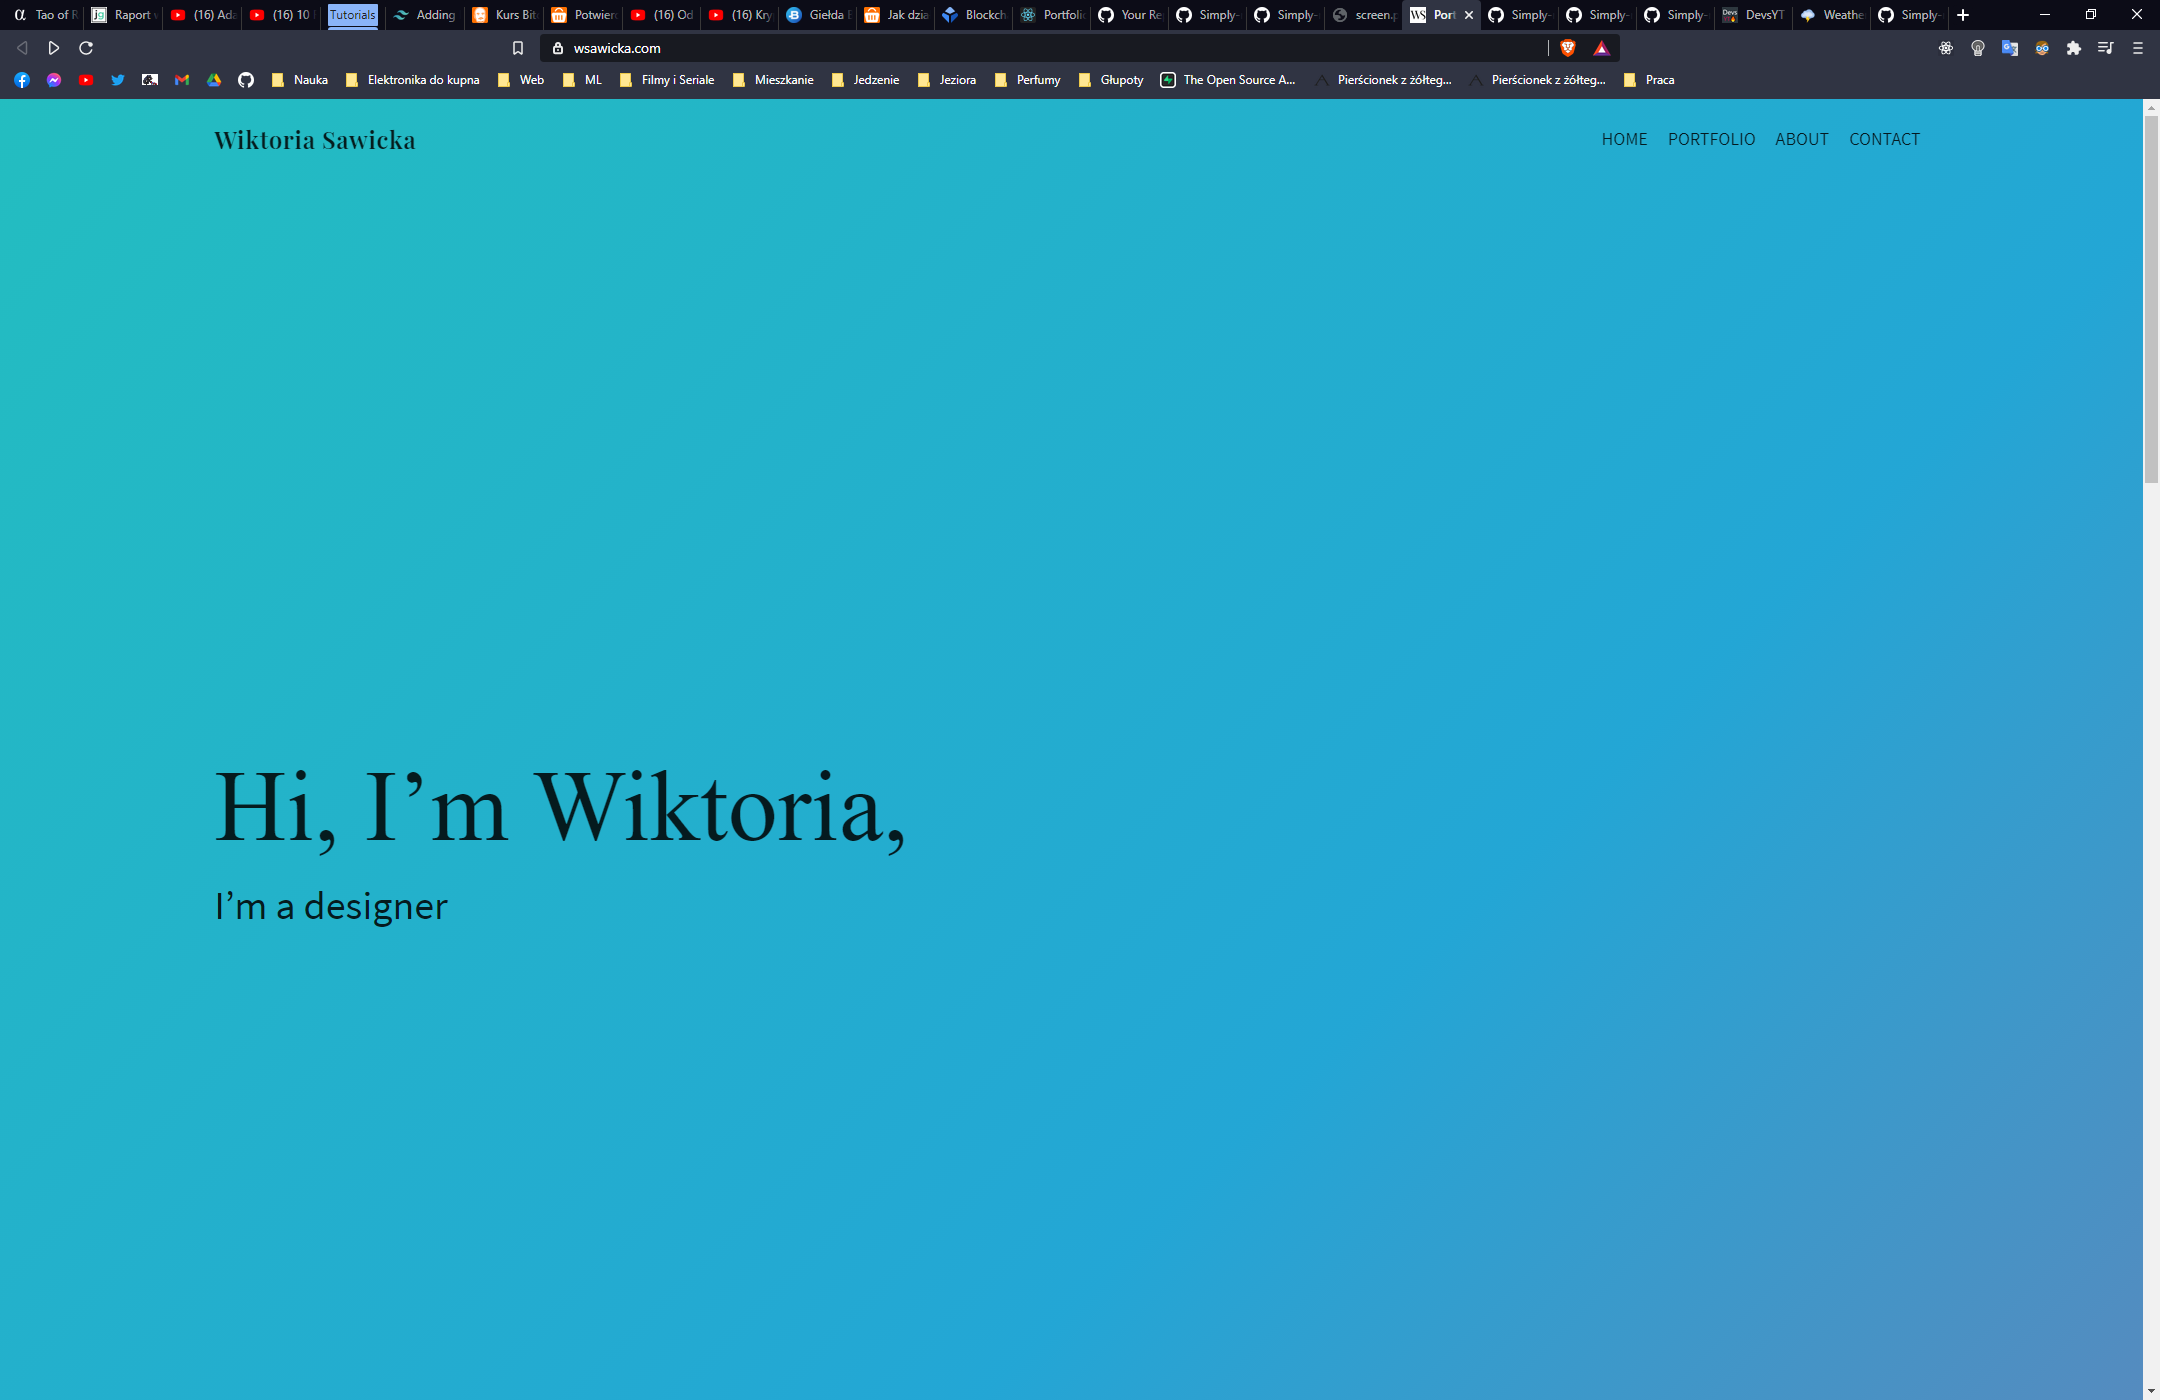 Tao of R Raport (16) Ada (16) 10 Tutorials Adding Kurs Bit Potwierd (16) Od (16) Kry Giełda Jak dzia Blockch Portfolio Your Re Simply- Simply- screen.p Port Simply- Simply- Simply- DevsYT Weathe Simply-
wsawicka.com
Nauka Elektronika do kupna Web ML Filmy i Seriale Mieszkanie Jedzenie Jeziora Perfumy Głupoty The Open Source A... Pierścionek z żółteg... Pierścionek z żółteg... Praca
Wiktoria Sawicka HOME PORTFOLIO ABOUT CONTACT
Hi, I’m Wiktoria,
I’m a designer